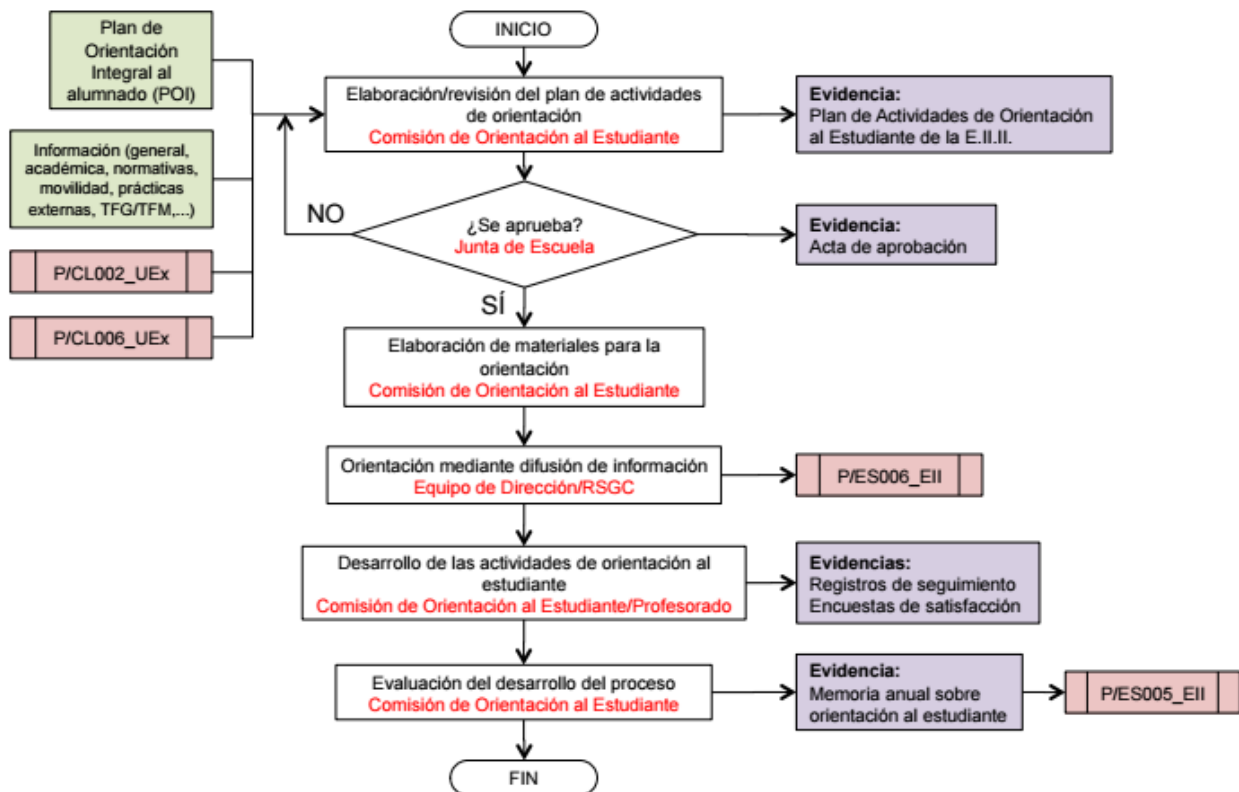 Plan de
Orientación
Integral al
alumnado (POI)
Información (general,
académica, normativas,
movilidad, prácticas
externas, TFG/TFM,...)
P/CL002_UEx
P/CL006_UEx
INICIO
Elaboración/revisión del plan de actividades
de orientación
Comisión de Orientación al Estudiante
Evidencia:
Plan de Actividades de Orientación
al Estudiante de la E.II.II.
NO
¿Se aprueba?
Junta de Escuela
Evidencia:
Acta de aprobación
SÍ
Elaboración de materiales para la
orientación
Comisión de Orientación al Estudiante
Orientación mediante difusión de información
Equipo de Dirección/RSGC
P/ES006_EII
Desarrollo de las actividades de orientación al
estudiante
Comisión de Orientación al Estudiante/Profesorado
Evidencias:
Registros de seguimiento
Encuestas de satisfacción
Evaluación del desarrollo del proceso
Comisión de Orientación al Estudiante
Evidencia:
Memoria anual sobre
orientación al estudiante
P/ES005_EII
FIN